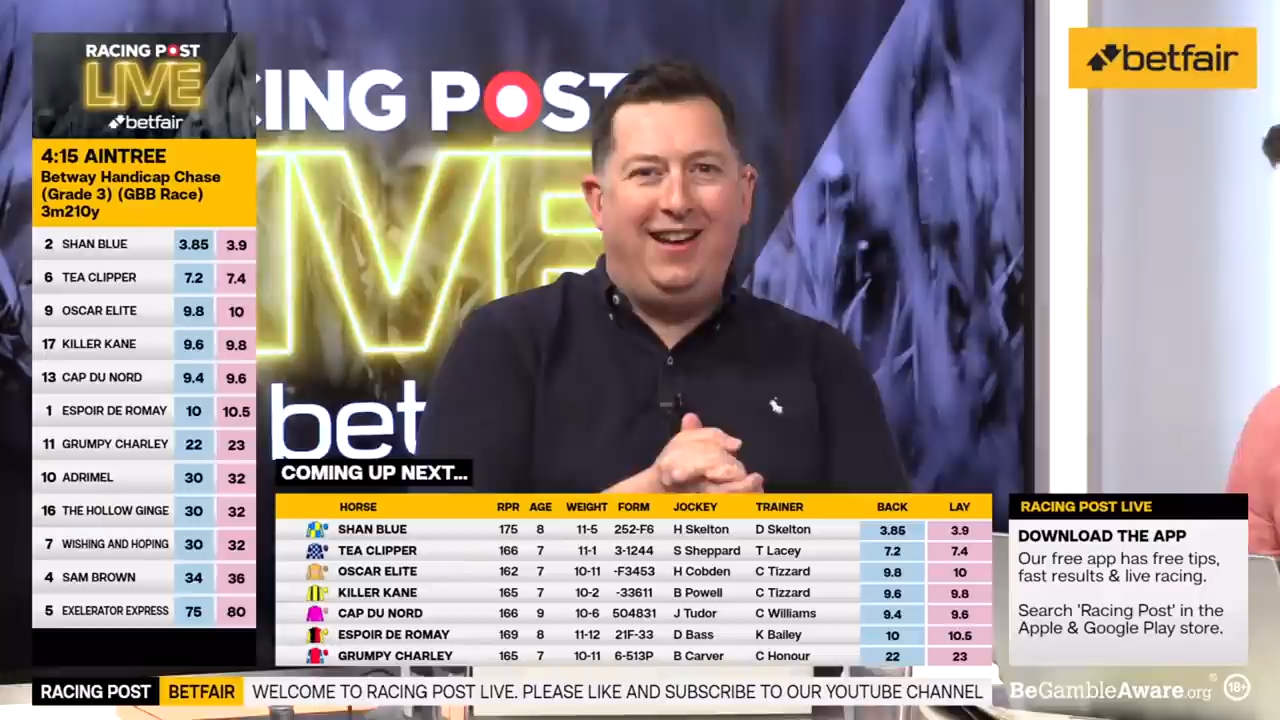 RACING POST
LIVE
betfair
4:15 AINTREE
Betway Handicap Chase
(Grade 3) (GBB Race)
3m210y
2 SHAN BLUE 3.85 3.9
6 TEA CLIPPER 7.2 7.4
9 OSCAR ELITE 9.8 10
17 KILLER KANE 9.6 9.8
13 CAP DU NORD 9.4 9.6
1 ESPOIR DE ROMAY 10 10.5
11 GRUMPY CHARLEY 22 23
10 ADRIMEL 30 32
16 THE HOLLOW GINGE 30 32
7 WISHING AND HOPING 30 32
4 SAM BROWN 34 36
5 EXELERATOR EXPRESS 75 80
CING POST
IVE
bet
betfair
COMING UP NEXT...
HORSE RPR AGE WEIGHT FORM JOCKEY TRAINER BACK LAY
SHAN BLUE 175 8 11-5 252-F6 H Skelton D Skelton 3.85 3.9
TEA CLIPPER 166 7 11-1 3-1244 S Sheppard T Lacey 7.2 7.4
OSCAR ELITE 162 7 10-11 -F3453 H Cobden C Tizzard 9.8 10
KILLER KANE 165 7 10-2 -33611 B Powell C Tizzard 9.6 9.8
CAP DU NORD 166 9 10-6 504831 J Tudor C Williams 9.4 9.6
ESPOIR DE ROMAY 169 8 11-12 21F-33 D Bass K Bailey 10 10.5
GRUMPY CHARLEY 165 7 10-11 6-513P B Carver C Honour 22 23
RACING POST LIVE
DOWNLOAD THE APP
Our free app has free tips,
fast results & live racing.
Search 'Racing Post' in the
Apple & Google Play store.
RACING POST BETFAIR WELCOME TO RACING POST LIVE. PLEASE LIKE AND SUBSCRIBE TO OUR YOUTUBE CHANNEL
BeGambleAware.org 18+